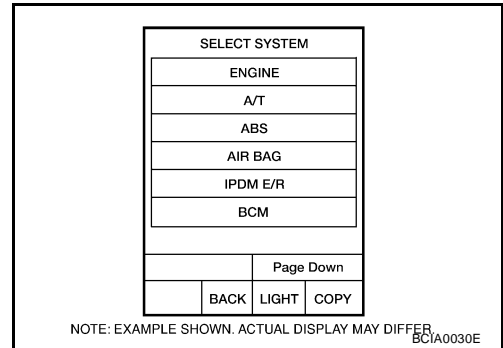 SELECT SYSTEM
ENGINE
A/T
ABS
AIR BAG
IPDM E/R
BCM
Page Down
BACK LIGHT COPY
NOTE: EXAMPLE SHOWN. ACTUAL DISPLAY MAY DIFFER.
BCIA0030E